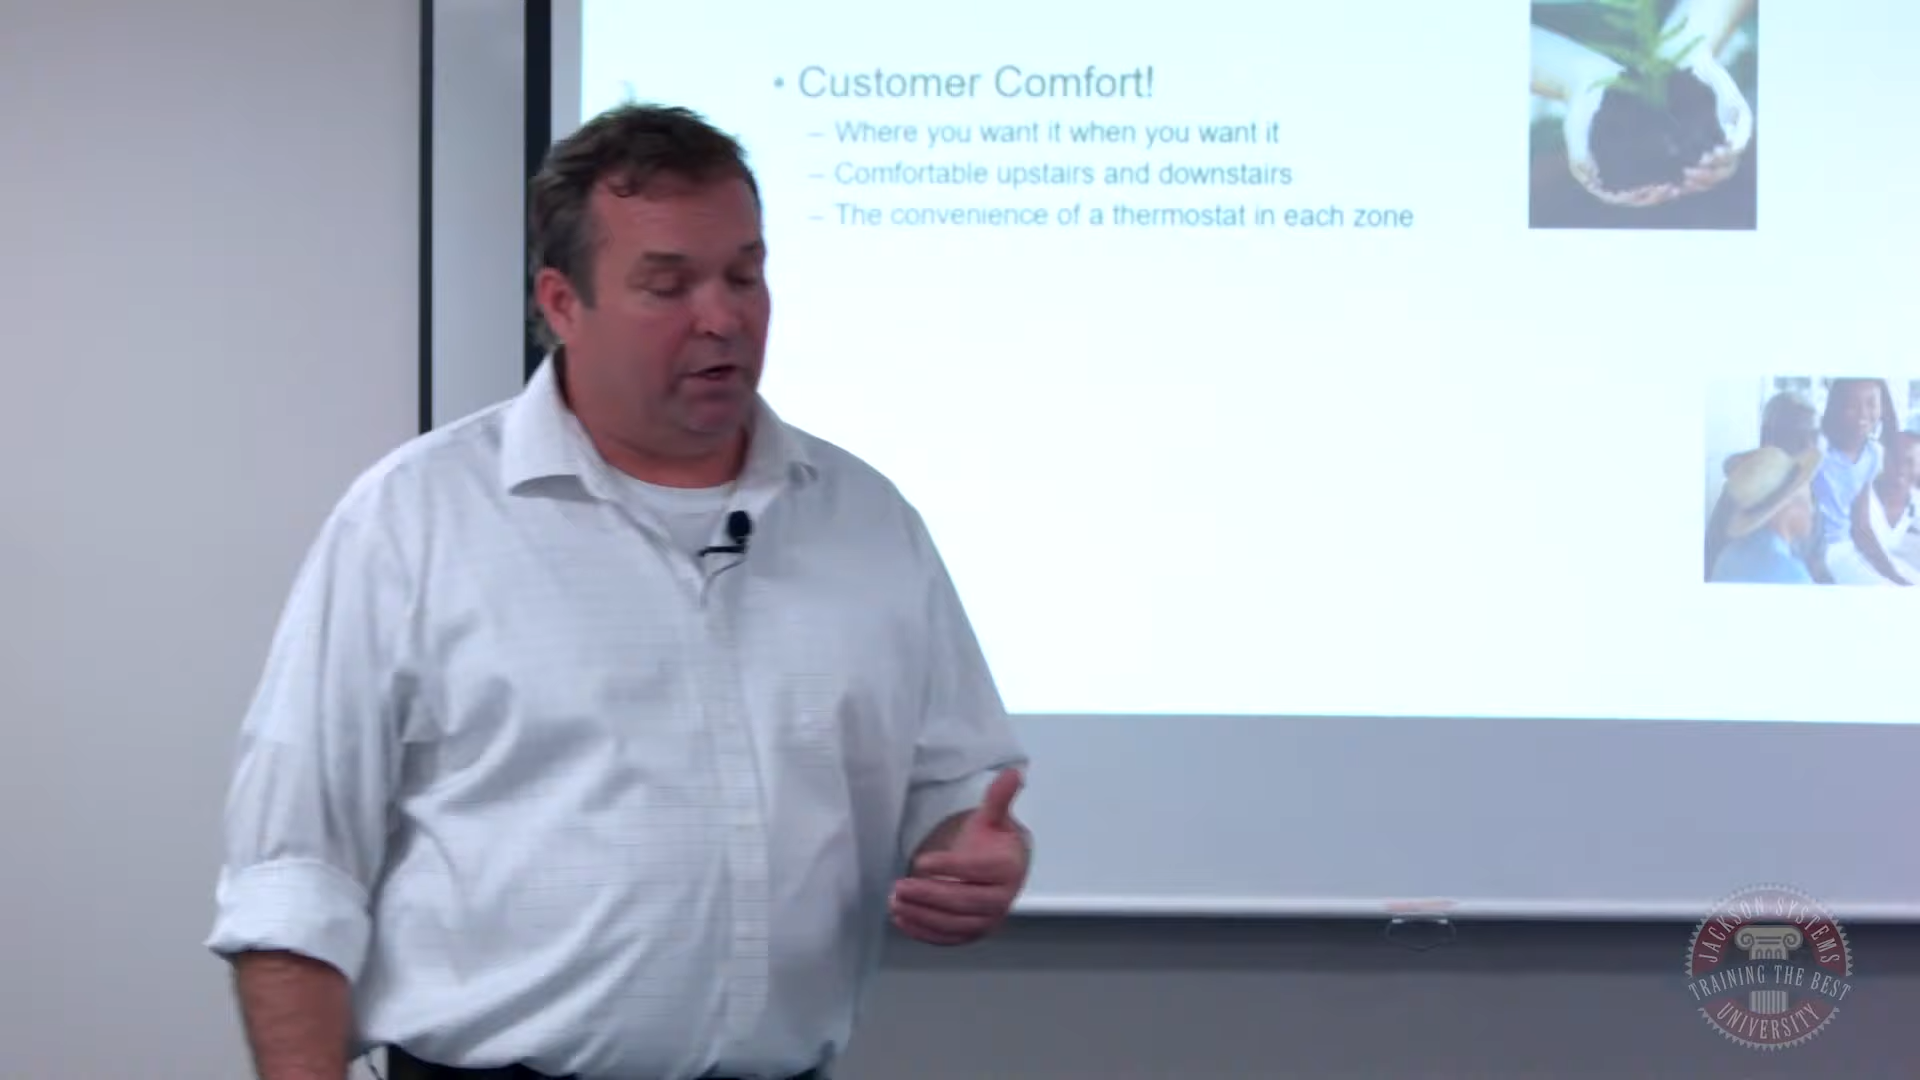 • Customer Comfort!
– Where you want it when you want it
– Comfortable upstairs and downstairs
– The convenience of a thermostat in each zone
JACKSON SYSTEMS
TRAINING THE BEST
UNIVERSITY